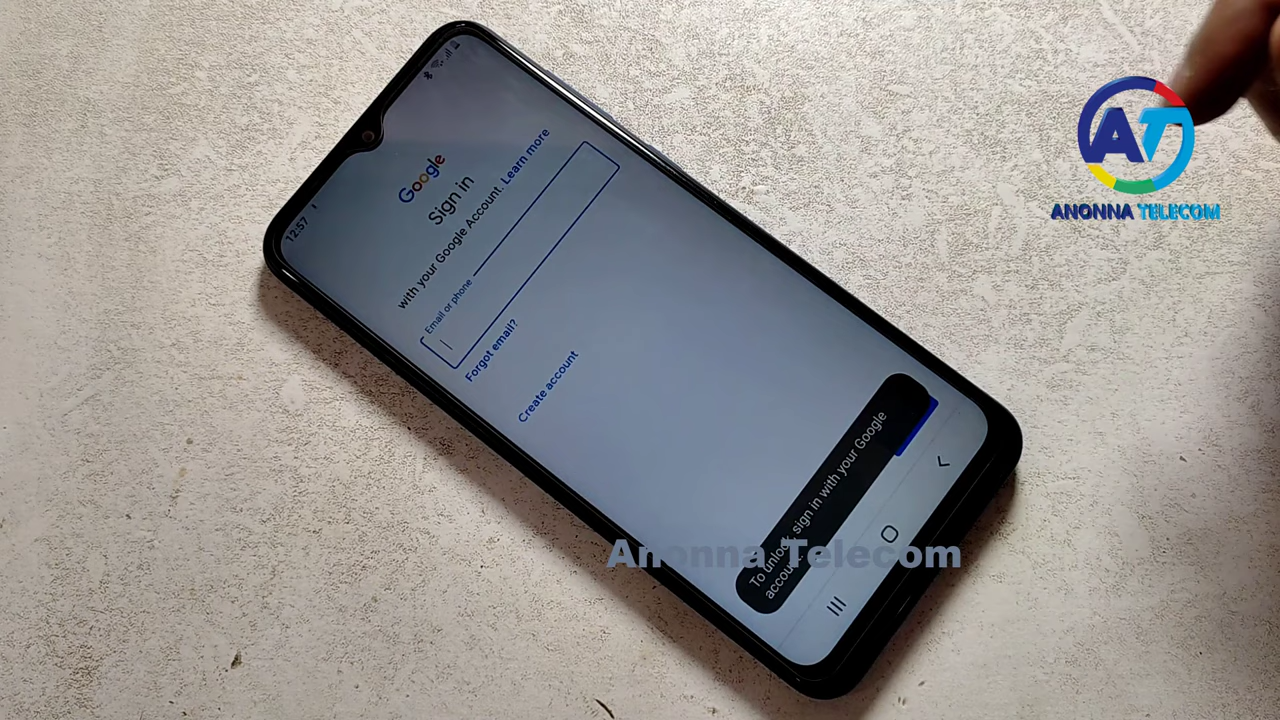 12:57
Google
Sign in
with your Google Account. Learn more
Email or phone
Forgot email?
Create account
To unlock, sign in with your Google
account.
AT
ANONNA TELECOM
Anonna Telecom